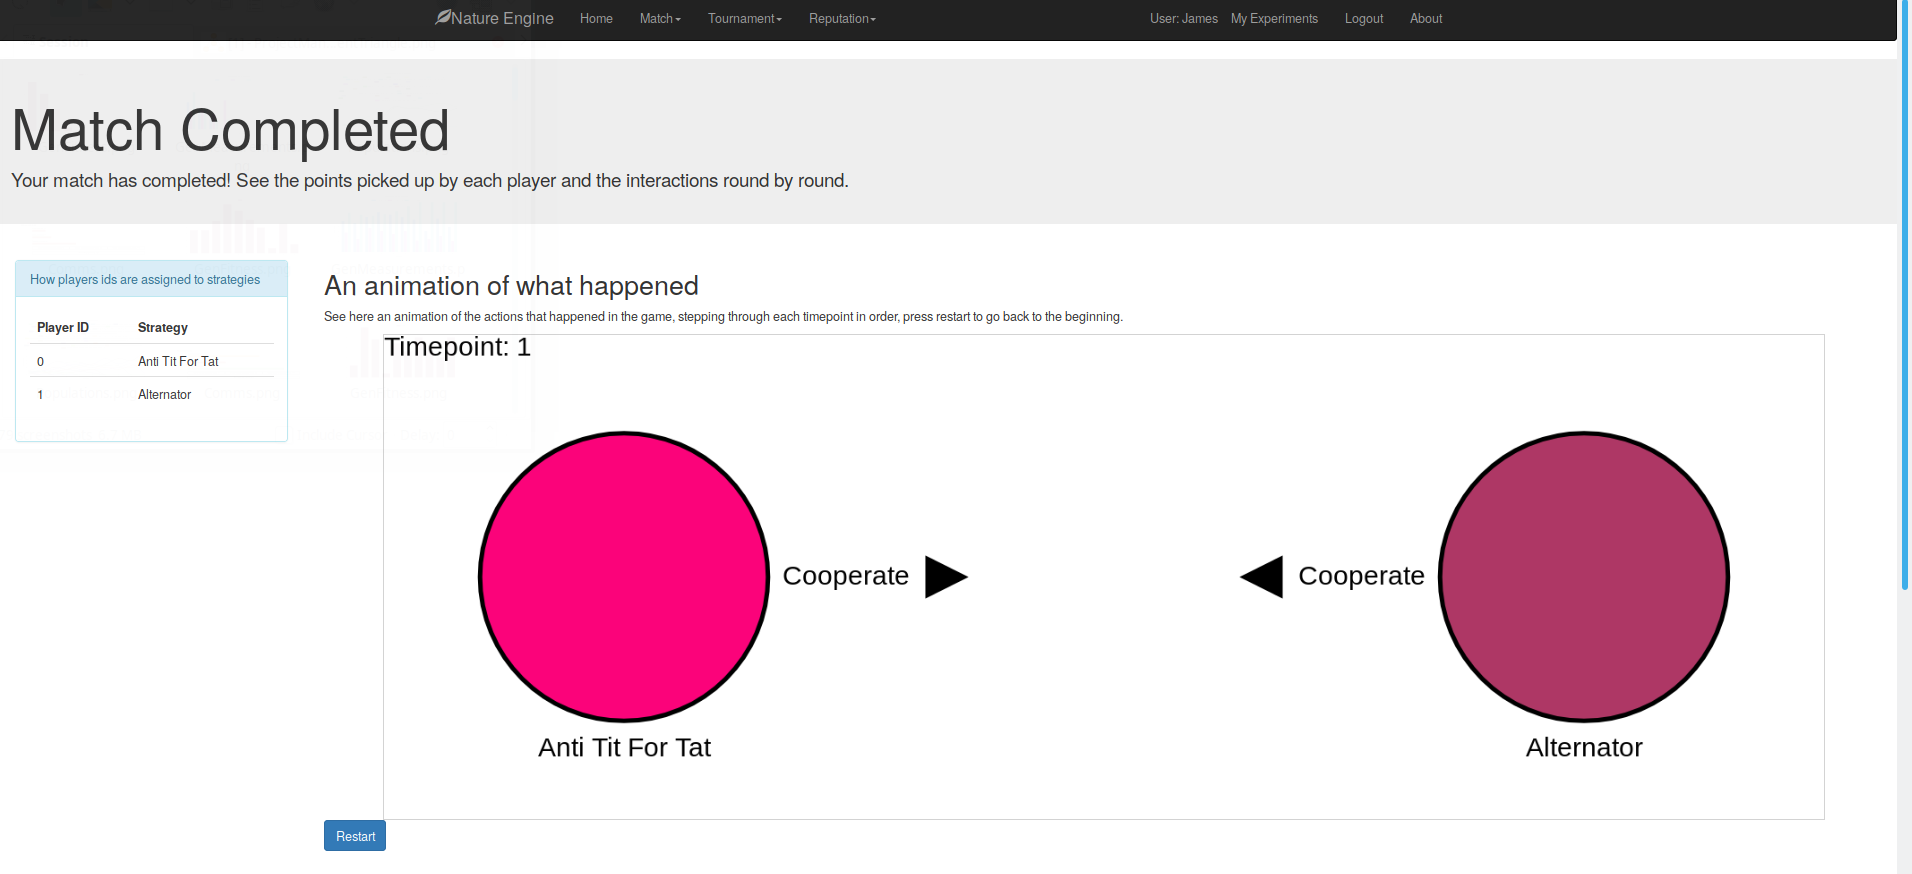 Nature Engine Home Match Tournament Reputation User: James My Experiments Logout About
Match Completed
Your match has completed! See the points picked up by each player and the interactions round by round.
How players ids are assigned to strategies
Player ID Strategy
0 Anti Tit For Tat
1 Alternator
An animation of what happened
See here an animation of the actions that happened in the game, stepping through each timepoint in order, press restart to go back to the beginning.
Timepoint: 1
Cooperate Cooperate
Anti Tit For Tat Alternator
Restart